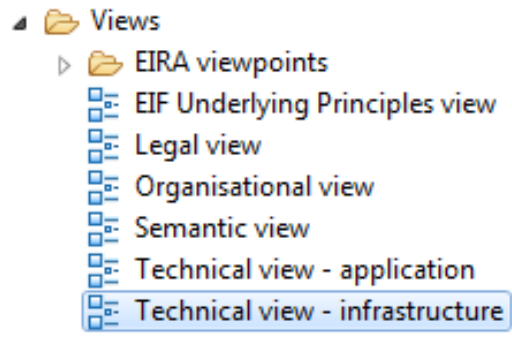 Views
EIRA viewpoints
EIF Underlying Principles view
Legal view
Organisational view
Semantic view
Technical view - application
Technical view - infrastructure